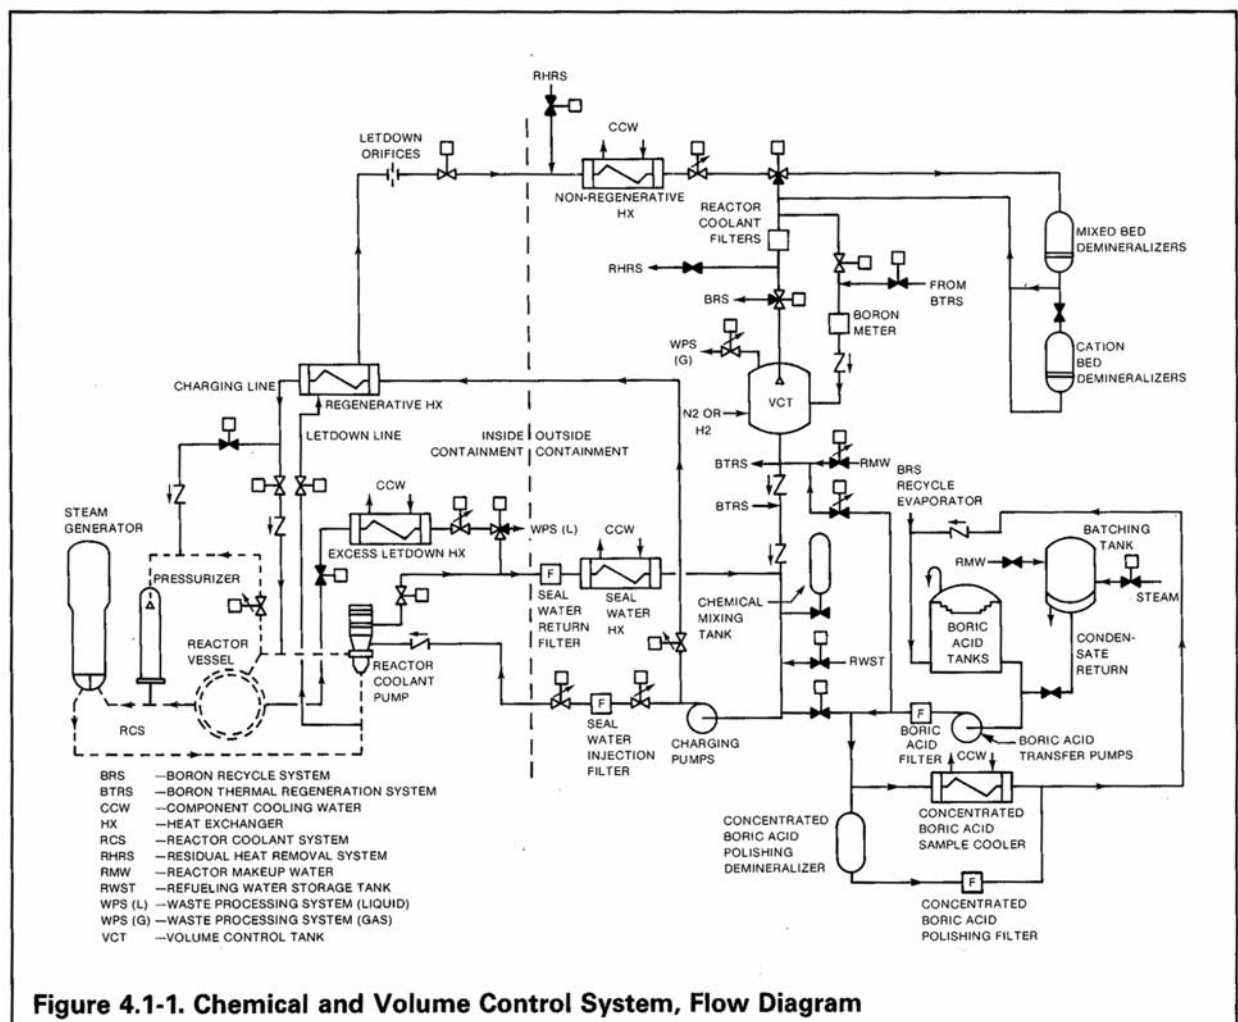 RHRS
CCW
LETDOWN
ORIFICES
NON-REGENERATIVE
HX
REACTOR
COOLANT
FILTERS
MIXED BED
DEMINERALIZERS
RHRS
BRS
FROM
BTRS
BORON
METER
WPS
(G)
CATION
BED
DEMINERALIZERS
CHARGING LINE
REGENERATIVE HX
VCT
N2 OR
H2
LETDOWN LINE
INSIDE
CONTAINMENT
OUTSIDE
CONTAINMENT
BTRS
RMW
BRS
RECYCLE
EVAPORATOR
CCW
BTRS
BATCHING
TANK
STEAM
GENERATOR
WPS (L)
CCW
EXCESS LETDOWN HX
RMW
PRESSURIZER
F
SEAL
WATER
RETURN
FILTER
SEAL
WATER
HX
CHEMICAL
MIXING
TANK
STEAM
BORIC
ACID
TANKS
CONDEN-
SATE
RETURN
REACTOR
VESSEL
REACTOR
COOLANT
PUMP
RWST
RCS
F
SEAL
WATER
INJECTION
FILTER
CHARGING
PUMPS
F
BORIC
ACID
FILTER
BORIC ACID
TRANSFER PUMPS
CCW
CONCENTRATED
BORIC ACID
SAMPLE COOLER
CONCENTRATED
BORIC ACID
POLISHING
DEMINERALIZER
F
CONCENTRATED
BORIC ACID
POLISHING FILTER
BRS —BORON RECYCLE SYSTEM
BTRS —BORON THERMAL REGENERATION SYSTEM
CCW —COMPONENT COOLING WATER
HX —HEAT EXCHANGER
RCS —REACTOR COOLANT SYSTEM
RHRS —RESIDUAL HEAT REMOVAL SYSTEM
RMW —REACTOR MAKEUP WATER
RWST —REFUELING WATER STORAGE TANK
WPS (L) —WASTE PROCESSING SYSTEM (LIQUID)
WPS (G) —WASTE PROCESSING SYSTEM (GAS)
VCT —VOLUME CONTROL TANK
Figure 4.1-1. Chemical and Volume Control System, Flow Diagram